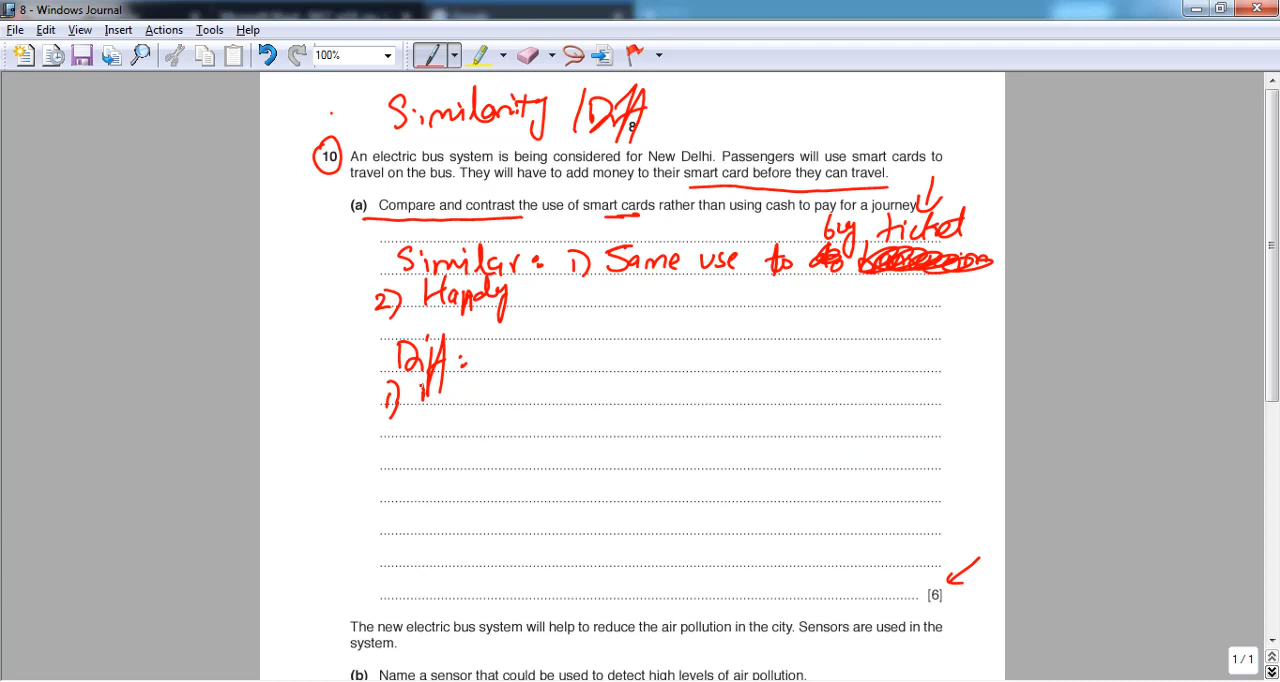 8 - Windows Journal
File Edit View Insert Actions Tools Help
100%
Similarity / Diff
8
10 An electric bus system is being considered for New Delhi. Passengers will use smart cards to
travel on the bus. They will have to add money to their smart card before they can travel.
(a) Compare and contrast the use of smart cards rather than using cash to pay for a journey.
buy ticket
Similar : 1) Same use to
2) Handy
Diff :
1)
[6]
The new electric bus system will help to reduce the air pollution in the city. Sensors are used in the
system.
(b) Name a sensor that could be used to detect high levels of air pollution.
1 / 1